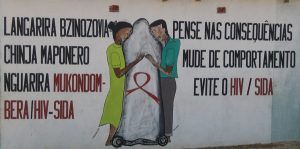 LANGARIRA BZINOZOVIA
CHINJA MAPONERO
NGUARIRA MUKONDOM-
BERA/HIV-SIDA
PENSE NAS CONSEQUÊNCIAS
MUDE DE COMPORTAMENTO
EVITE O HIV / SIDA